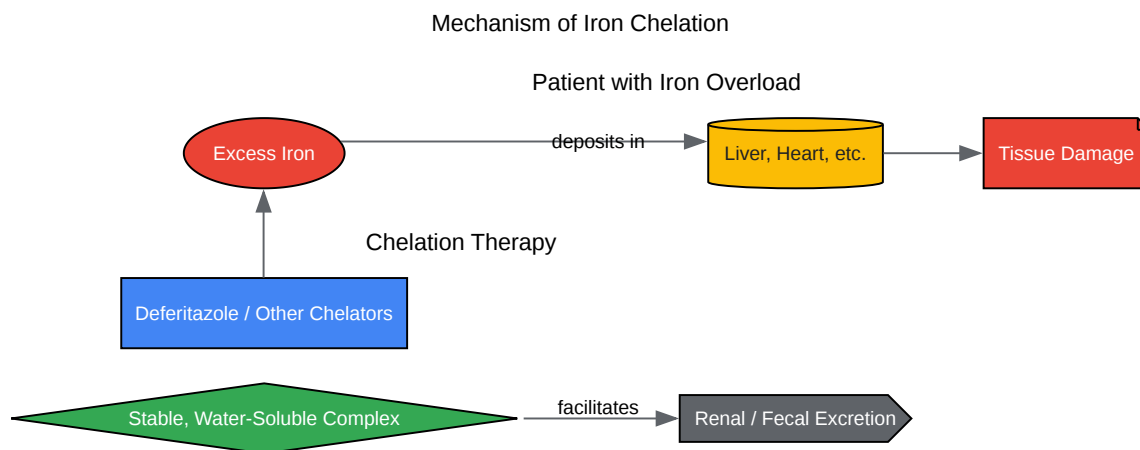 Mechanism of Iron Chelation
Patient with Iron Overload
Excess Iron
deposits in
Liver, Heart, etc.
Tissue Damage
Chelation Therapy
Deferitazole / Other Chelators
Stable, Water-Soluble Complex
facilitates
Renal / Fecal Excretion